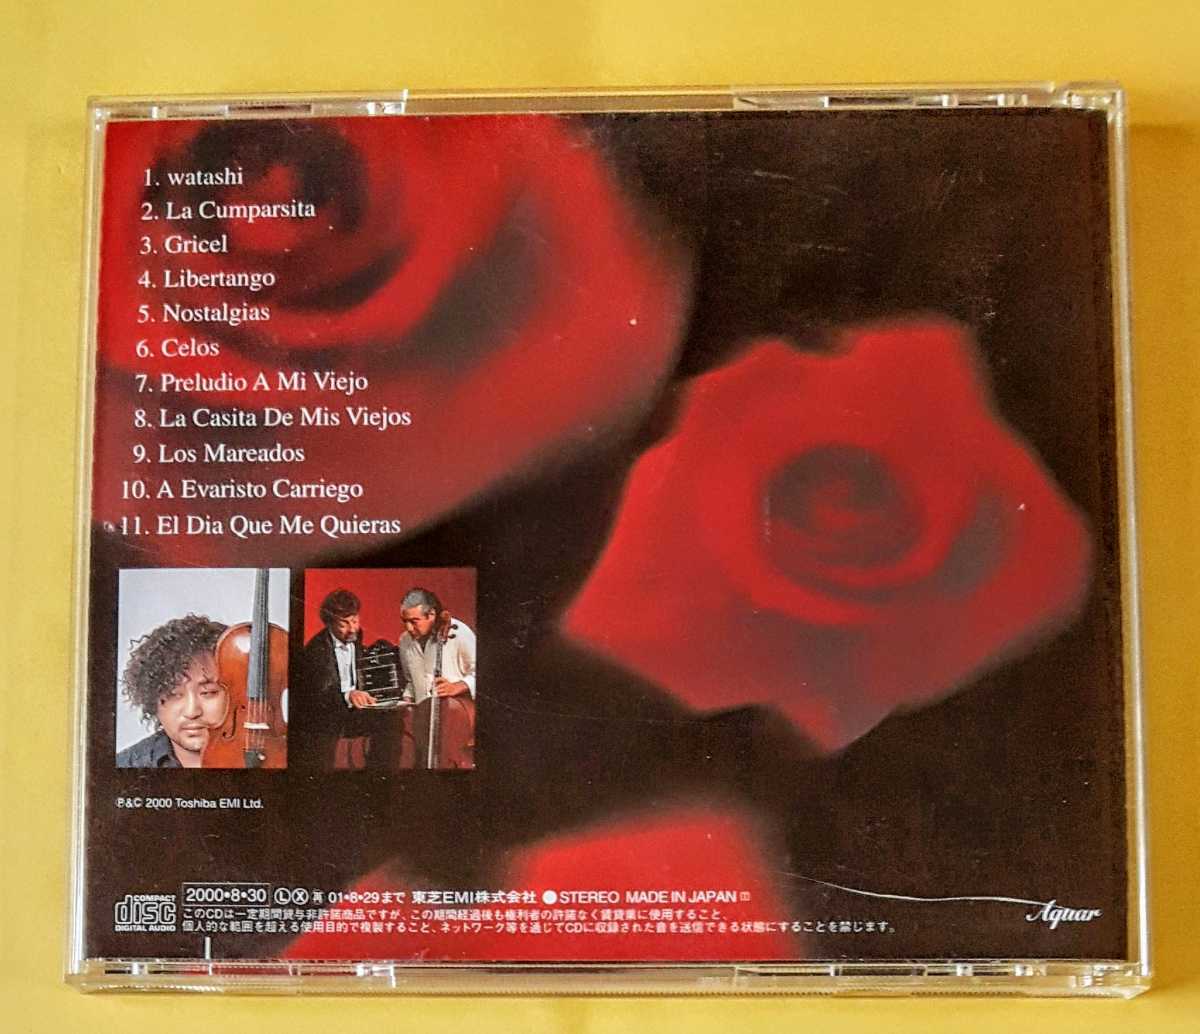 1. watashi
2. La Cumparsita
3. Gricel
4. Libertango
5. Nostalgias
6. Celos
7. Preludio A Mi Viejo
8. La Casita De Mis Viejos
9. Los Mareados
10. A Evaristo Carriego
11. El Dia Que Me Quieras
℗&© 2000 Toshiba EMI Ltd.
COMPACT disc DIGITAL AUDIO
2000•8•30 Ⓛ Ⓧ 再 01•8•29まで 東芝EMI株式会社 ●STEREO MADE IN JAPAN
このCDは一定期間貸与非許諾商品ですが、この期間経過後も権利者の許諾なく賃貸業に使用すること、
個人的な範囲を超える使用目的で複製すること、ネットワーク等を通じてCDに収録された音を送信できる状態にすることを禁じます。
Aquar